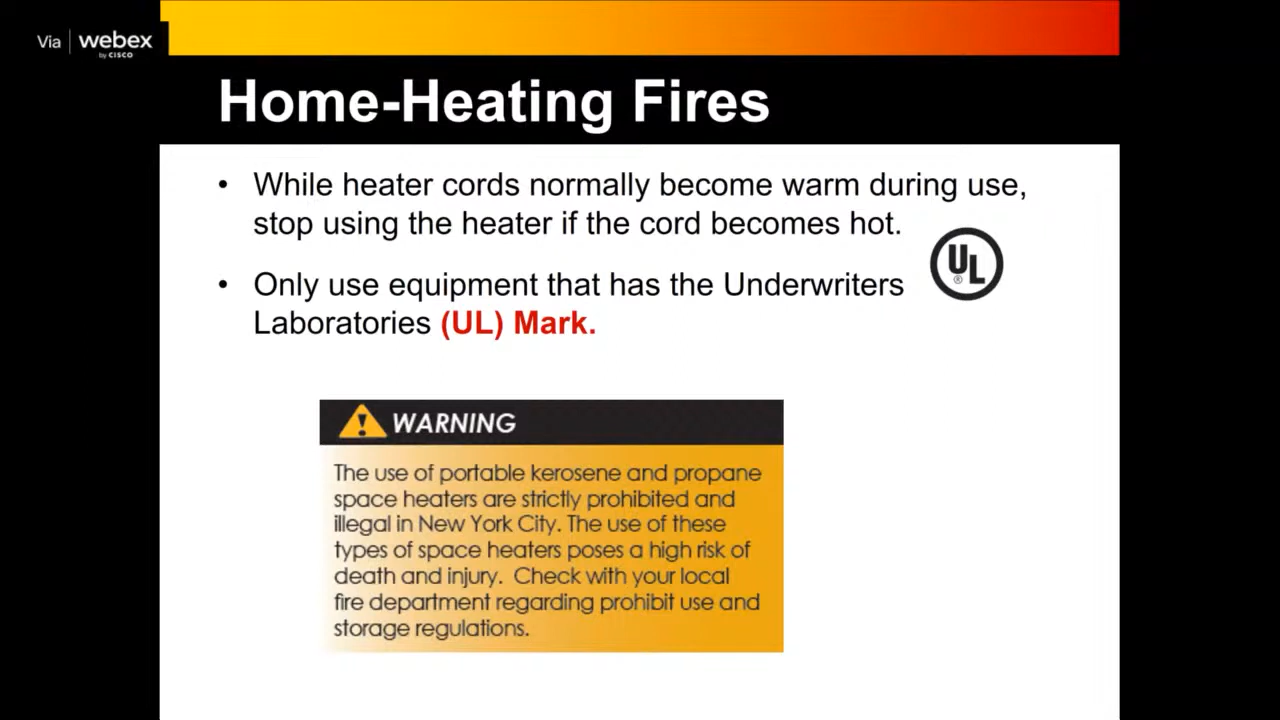 Via webex
by CISCO
Home-Heating Fires
• While heater cords normally become warm during use,
stop using the heater if the cord becomes hot.
UL
®
• Only use equipment that has the Underwriters
Laboratories (UL) Mark.
WARNING
The use of portable kerosene and propane
space heaters are strictly prohibited and
illegal in New York City. The use of these
types of space heaters poses a high risk of
death and injury. Check with your local
fire department regarding prohibit use and
storage regulations.